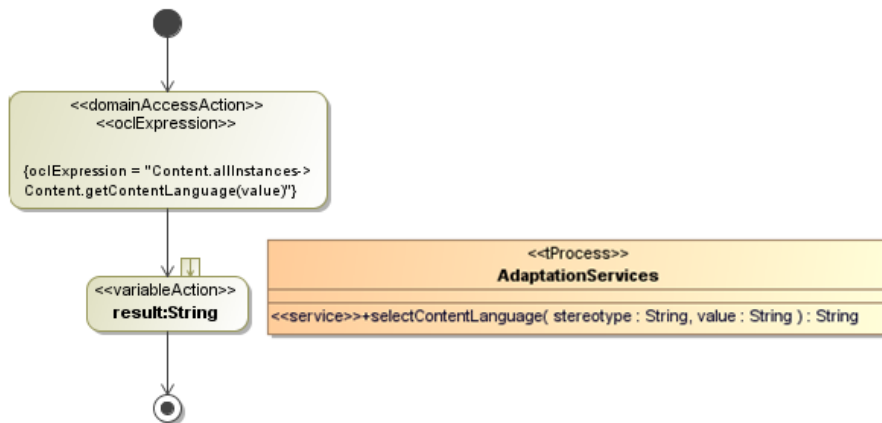 <<domainAccessAction>>
<<oclExpression>>
{oclExpression = "Content.allInstances->
Content.getContentLanguage(value)"}
<<variableAction>>
result:String
<<tProcess>>
AdaptationServices
<<service>>+selectContentLanguage( stereotype : String, value : String ) : String